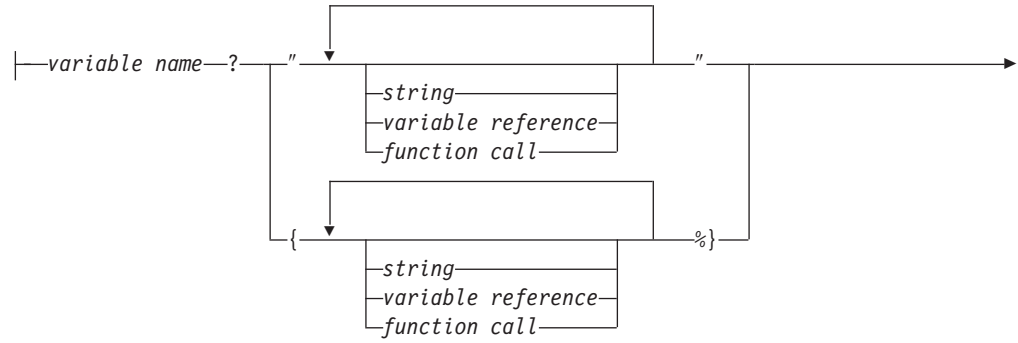 variable name ? " "
string
variable reference
function call
{ %}
string
variable reference
function call